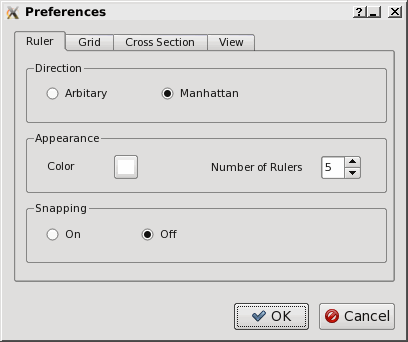 Preferences
Ruler Grid Cross Section View
Direction
Arbitary Manhattan
Appearance
Color Number of Rulers 5
Snapping
On Off
OK Cancel